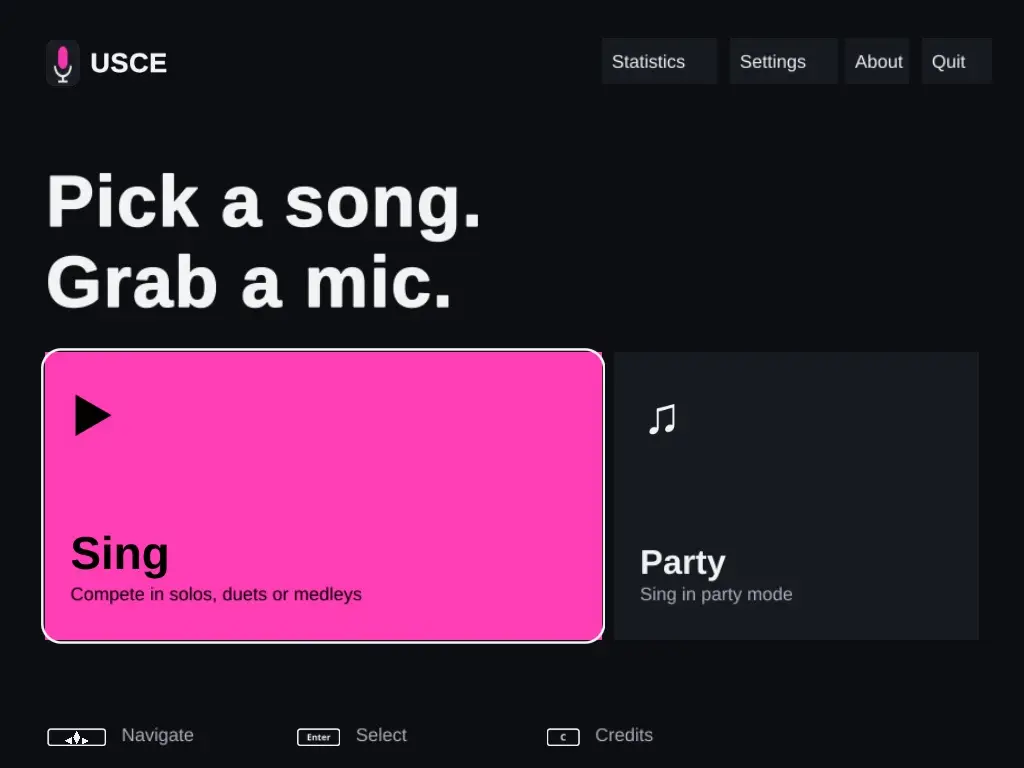 USCE
Statistics
Settings
About
Quit
Pick a song.
Grab a mic.
Sing
Compete in solos, duets or medleys
Party
Sing in party mode
Navigate
Enter
Select
C
Credits